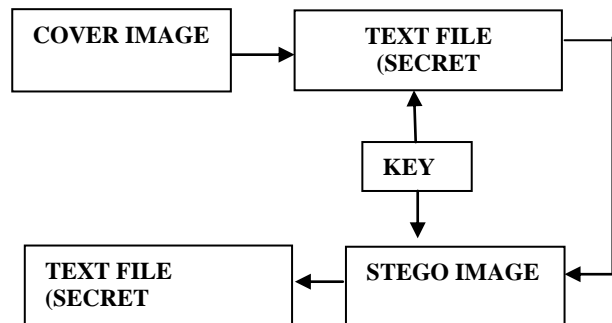 COVER IMAGE
TEXT FILE
(SECRET
KEY
TEXT FILE
(SECRET
STEGO IMAGE